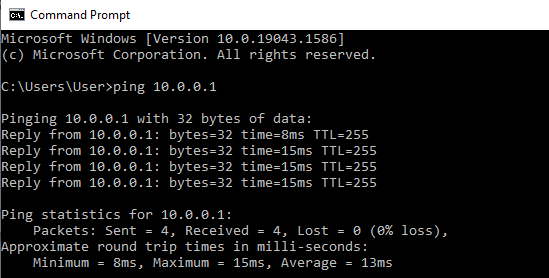 Command Prompt
Microsoft Windows [Version 10.0.19043.1586]
(c) Microsoft Corporation. All rights reserved.
C:\Users\User>ping 10.0.0.1
Pinging 10.0.0.1 with 32 bytes of data:
Reply from 10.0.0.1: bytes=32 time=8ms TTL=255
Reply from 10.0.0.1: bytes=32 time=15ms TTL=255
Reply from 10.0.0.1: bytes=32 time=15ms TTL=255
Reply from 10.0.0.1: bytes=32 time=15ms TTL=255
Ping statistics for 10.0.0.1:
    Packets: Sent = 4, Received = 4, Lost = 0 (0% loss),
Approximate round trip times in milli-seconds:
    Minimum = 8ms, Maximum = 15ms, Average = 13ms